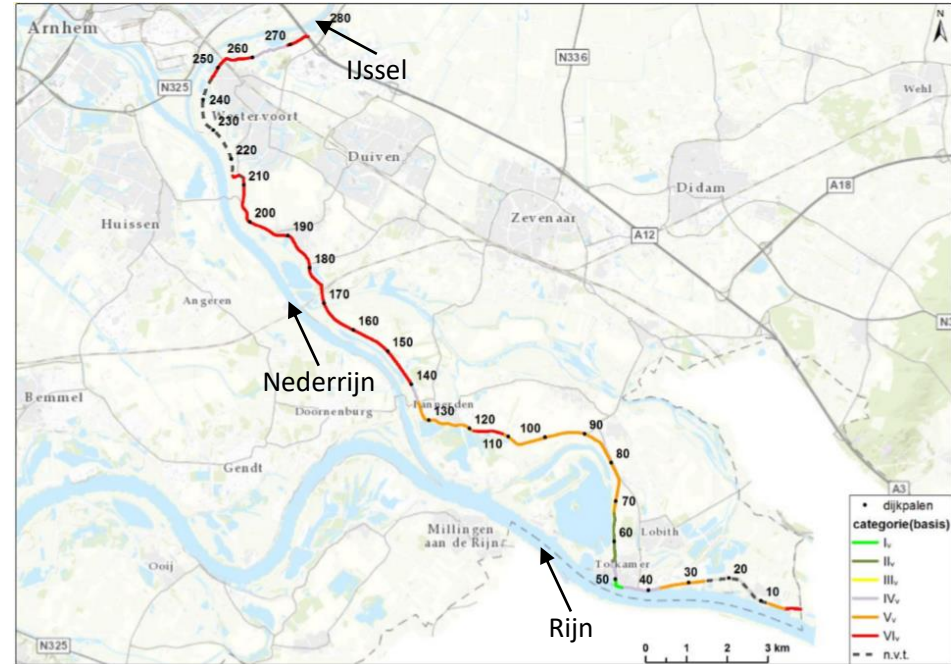 Arnhem
280
N
270
260
IJssel
250
N336
N325
Wehl
240
Westervoort
230
Duiven
220
A18
210
Didam
200
Zevenaar
Huissen
190
A12
180
Angeren
170
160
150
Nederrijn
140
Bemmel
Pannerden
Doornenburg
130
120
100
90
110
Gendt
80
A3
70
dijkpalen
categorie(basis)
Millingen
aan de Rijn
60
Lobith
Iᵥ
IIᵥ
Ooij
Tolkamer
IIIᵥ
50
40
30
20
IVᵥ
10
Vᵥ
N325
Rijn
VIᵥ
0 1 2 3 km
n.v.t.